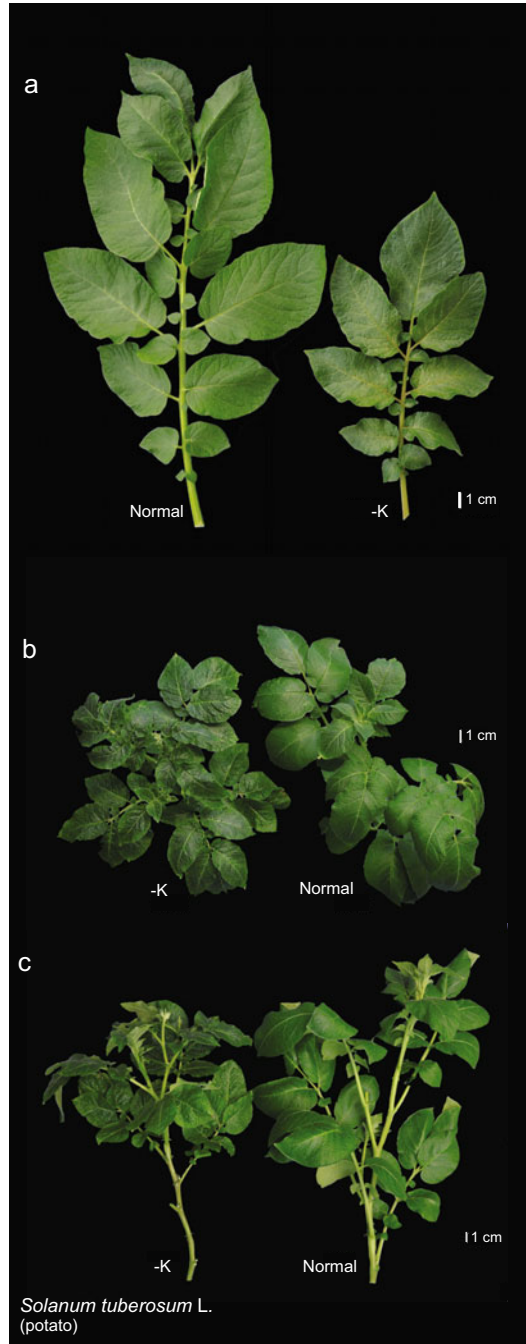 a
Normal
-K
1 cm
b
1 cm
-K
Normal
c
1 cm
-K
Normal
Solanum tuberosum L.
(potato)